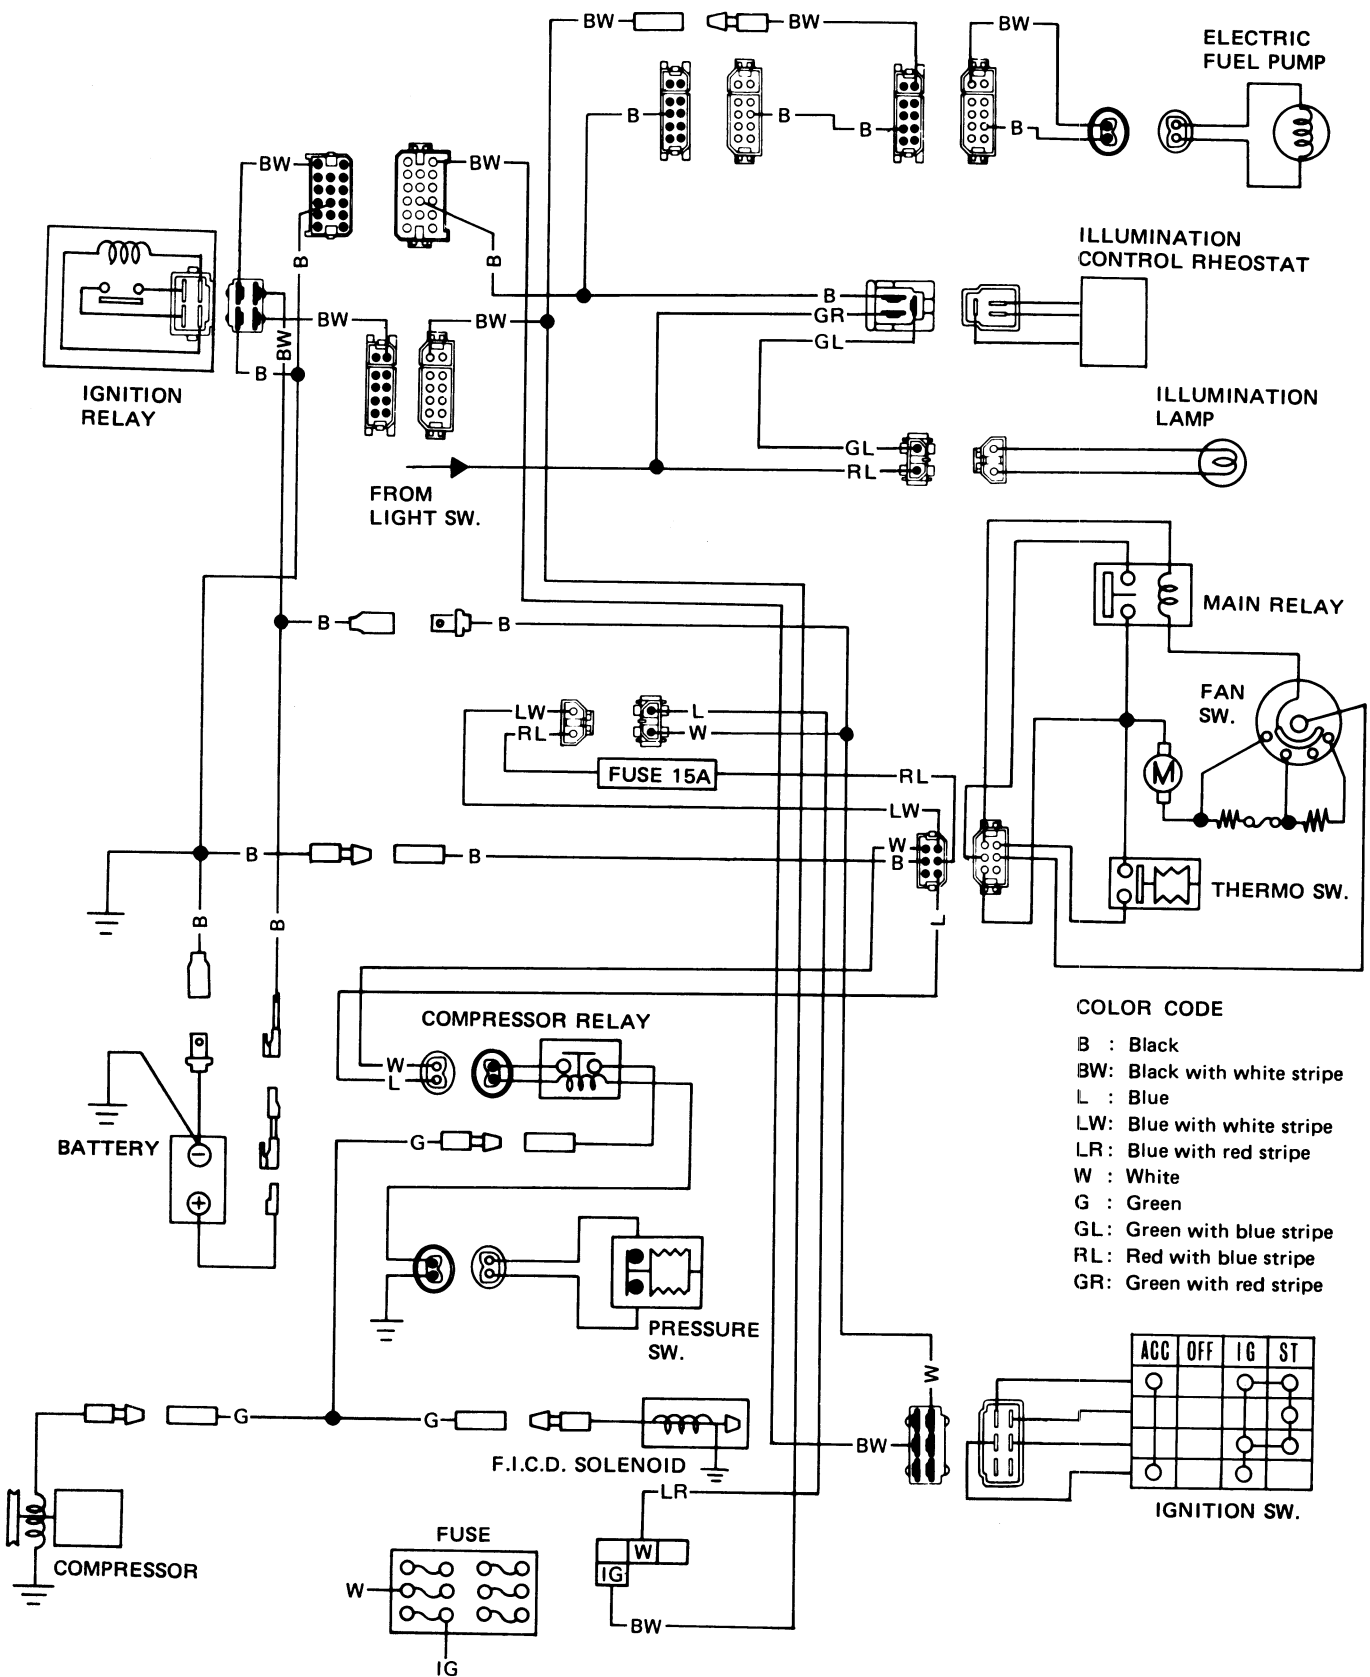 BW
BW
BW
ELECTRIC
FUEL PUMP
B
B
B
B
BW
BW
B
B
ILLUMINATION
CONTROL RHEOSTAT
B
GR
GL
BW
BW
BW
B
IGNITION
RELAY
ILLUMINATION
LAMP
GL
RL
FROM
LIGHT SW.
B
B
MAIN RELAY
FAN
SW.
LW
RL
L
W
FUSE 15A
RL
M
LW
W
B
B
B
THERMO SW.
L
B
B
COMPRESSOR RELAY
W
L
G
BATTERY
COLOR CODE
B : Black
BW: Black with white stripe
L : Blue
LW: Blue with white stripe
LR: Blue with red stripe
W : White
G : Green
GL: Green with blue stripe
RL: Red with blue stripe
GR: Green with red stripe
PRESSURE
SW.
W
ACC OFF IG ST
G
G
BW
F.I.C.D. SOLENOID
LR
IGNITION SW.
COMPRESSOR
FUSE
W
IG
W
IG
BW